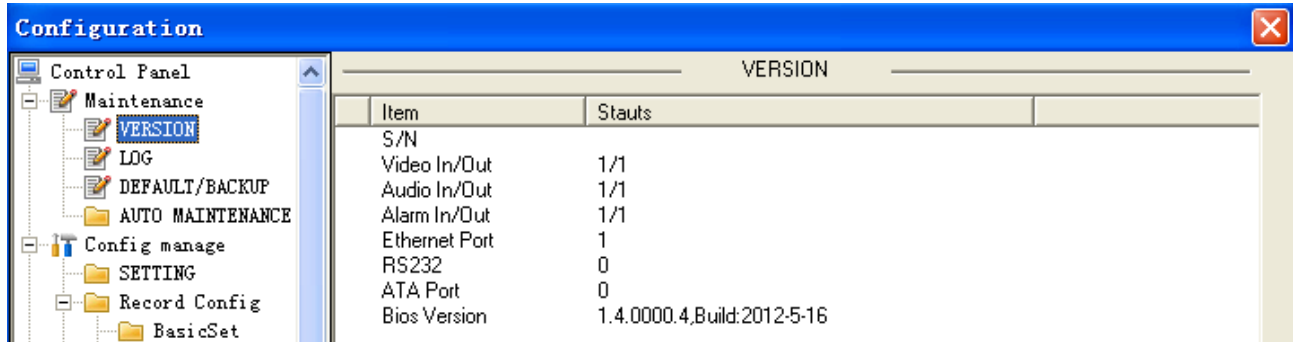 Configuration
Control Panel
Maintenance
VERSION
LOG
DEFAULT/BACKUP
AUTO MAINTENANCE
Config manage
SETTING
Record Config
BasicSet
VERSION
Item Stauts
S/N
Video In/Out 1/1
Audio In/Out 1/1
Alarm In/Out 1/1
Ethernet Port 1
RS232 0
ATA Port 0
Bios Version 1.4.0000.4,Build:2012-5-16